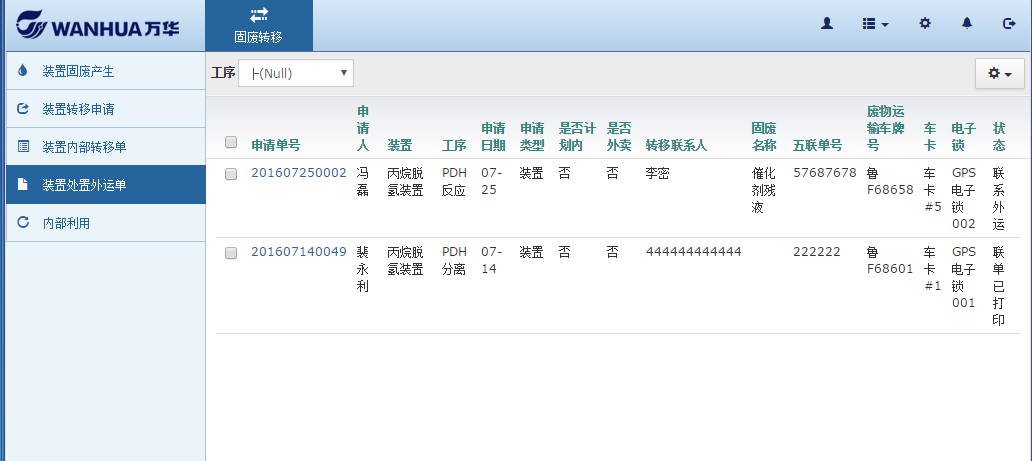 WANHUA万华
固废转移
装置固废产生
装置转移申请
装置内部转移单
装置处置外运单
内部利用
工序 ├(Null)
申请单号 申请人 装置 工序 申请日期 申请类型 是否计划内 是否外卖 转移联系人 固废名称 五联单号 废物运输车牌号 车卡 电子锁 状态
201607250002 冯磊 丙烷脱氢装置 PDH反应 07-25 装置 否 否 李密 催化剂残液 57687678 鲁F68658 车卡#5 GPS电子锁002 联系外运
201607140049 裴永利 丙烷脱氢装置 PDH分离 07-14 装置 否 否 444444444444 222222 鲁F68601 车卡#1 GPS电子锁001 联单已打印